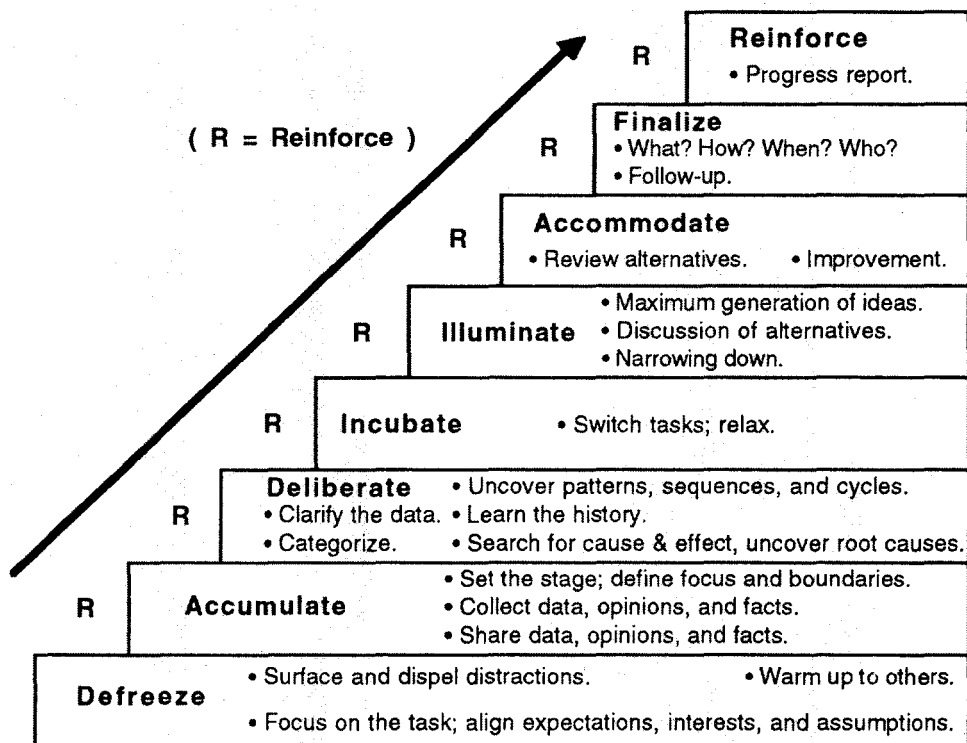 R
Reinforce
• Progress report.
( R = Reinforce )
R
Finalize
• What? How? When? Who?
• Follow-up.
R
Accommodate
• Review alternatives. • Improvement.
R
Illuminate
• Maximum generation of ideas.
• Discussion of alternatives.
• Narrowing down.
R
Incubate
• Switch tasks; relax.
R
Deliberate • Uncover patterns, sequences, and cycles.
• Clarify the data. • Learn the history.
• Categorize. • Search for cause & effect, uncover root causes.
R
Accumulate
• Set the stage; define focus and boundaries.
• Collect data, opinions, and facts.
• Share data, opinions, and facts.
Defreeze
• Surface and dispel distractions. • Warm up to others.
• Focus on the task; align expectations, interests, and assumptions.